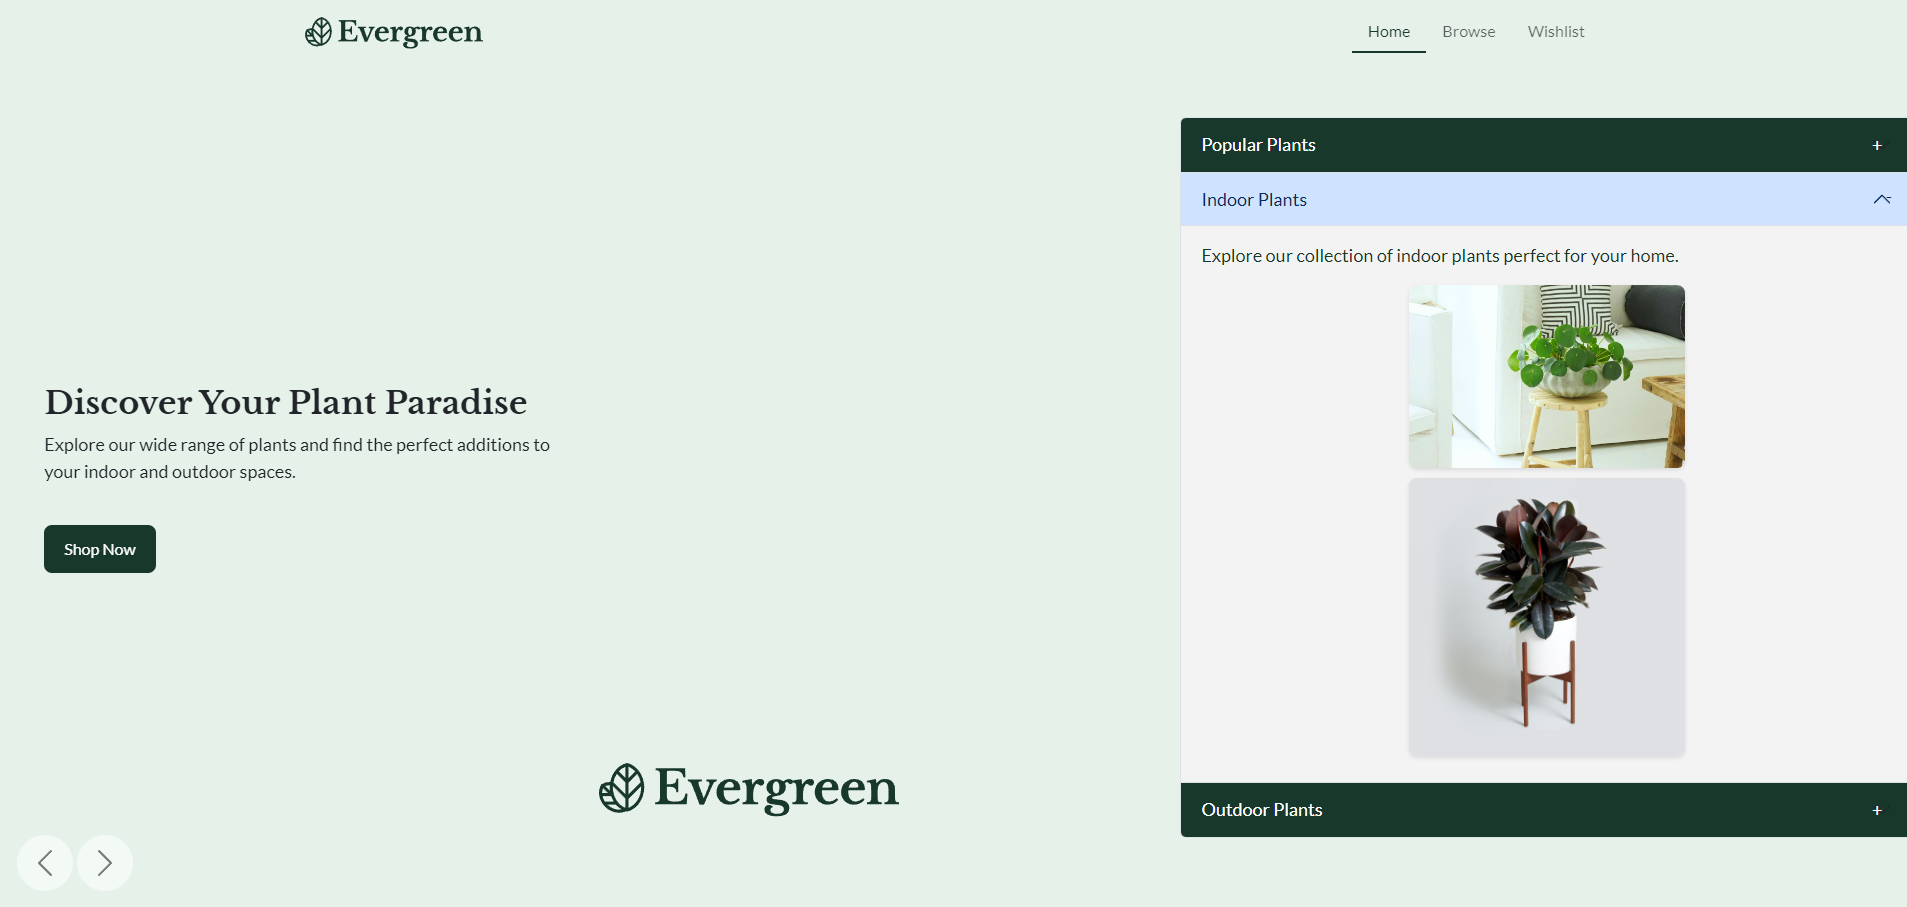 Evergreen
Home
Browse
Wishlist
Popular Plants
+
Indoor Plants
Explore our collection of indoor plants perfect for your home.
Discover Your Plant Paradise
Explore our wide range of plants and find the perfect additions to
your indoor and outdoor spaces.
Shop Now
Evergreen
Outdoor Plants
+